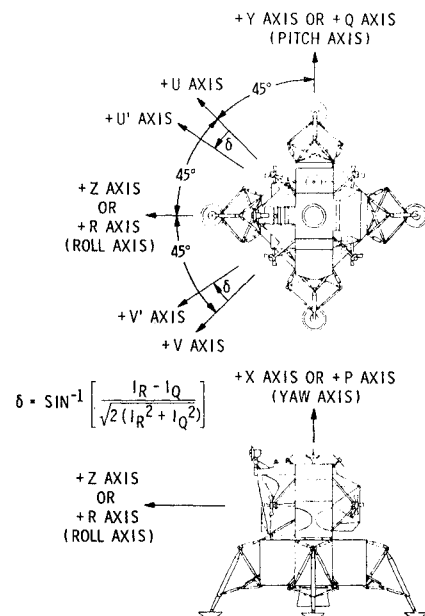 +Y AXIS OR +Q AXIS
(PITCH AXIS)
45°
+U AXIS
+U' AXIS
δ
45°
+Z AXIS
OR
+R AXIS
(ROLL AXIS)
45°
δ
+V' AXIS
+V AXIS
δ = SIN⁻¹ [ (I_R - I_Q) / √(2 (I_R² + I_Q²)) ]
+X AXIS OR +P AXIS
(YAW AXIS)
+Z AXIS
OR
+R AXIS
(ROLL AXIS)